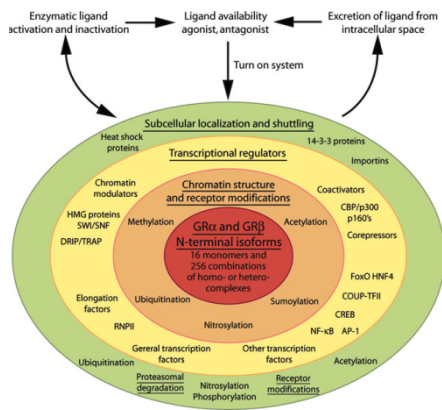 Enzymatic ligand
activation and inactivation
Ligand availability
agonist, antagonist
Excretion of ligand from
intracellular space
Turn on system
Subcellular localization and shuttling
Heat shock
proteins
14-3-3 proteins
Importins
Transcriptional regulators
Chromatin
modulators
HMG proteins
SWI/SNF
DRIP/TRAP
Coactivators
CBP/p300
p160's
Corepressors
Chromatin structure
and receptor modifications
Methylation
Acetylation
GRα and GRβ
N-terminal isoforms
16 monomers and
256 combinations
of homo- or hetero-
complexes
Ubiquitination
Sumoylation
Nitrosylation
FoxO HNF4
COUP-TFII
CREB
NF-κB
AP-1
Elongation
factors
RNPII
Gereral transcription
factors
Other transcription
factors
Ubiquitination
Proteasomal
degradation
Nitrosylation
Phosphorylation
Receptor
modifications
Acetylation